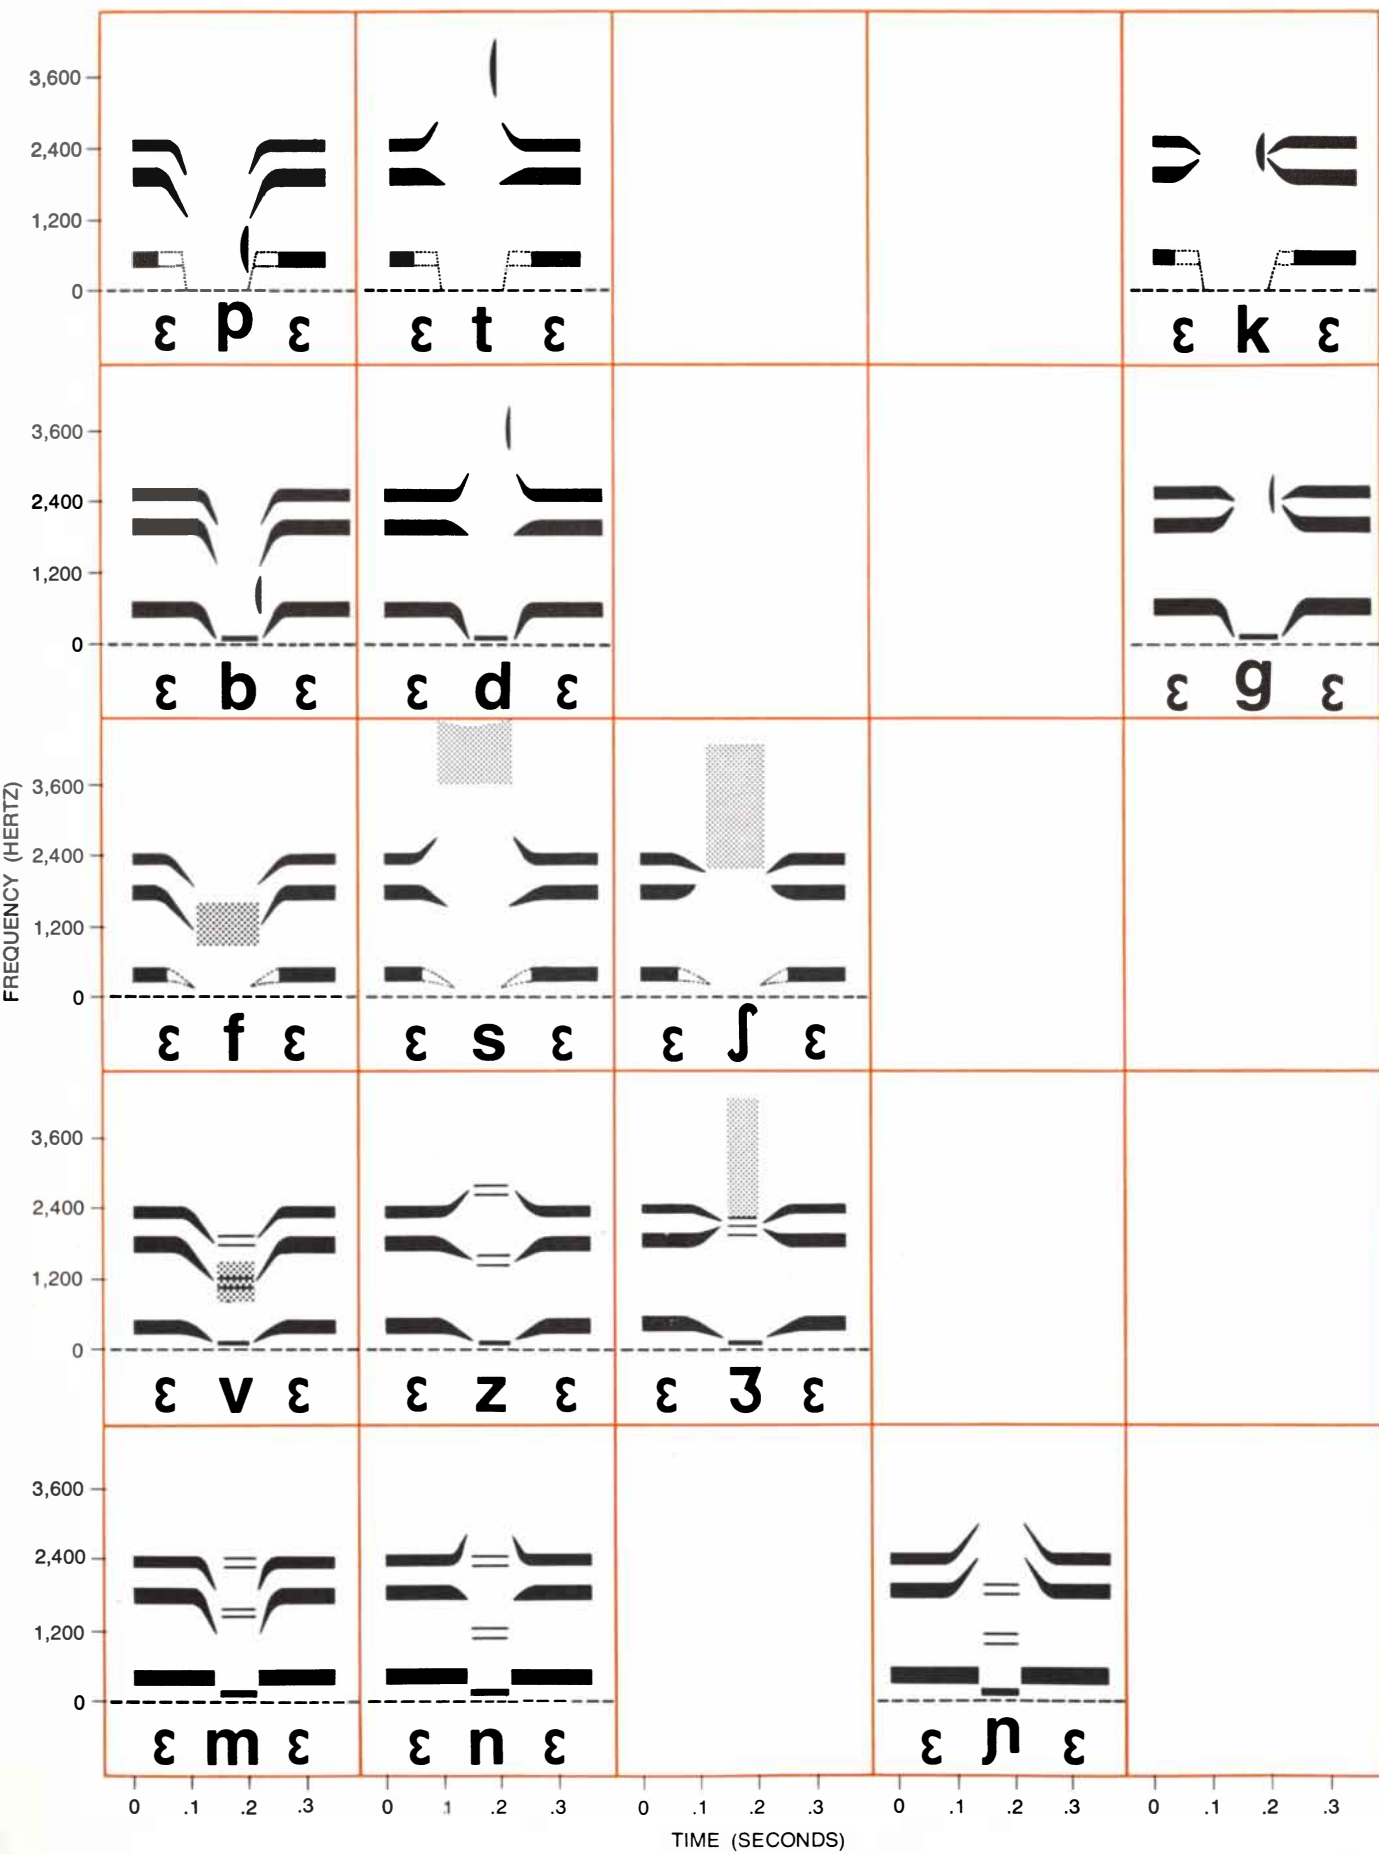 3,600
2,400
1,200
0
ɛ p ɛ
ɛ t ɛ
ɛ k ɛ
3,600
2,400
1,200
0
ɛ b ɛ
ɛ d ɛ
ɛ g ɛ
FREQUENCY (HERTZ)
3,600
2,400
1,200
0
ɛ f ɛ
ɛ s ɛ
ɛ ʃ ɛ
3,600
2,400
1,200
0
ɛ v ɛ
ɛ z ɛ
ɛ ʒ ɛ
3,600
2,400
1,200
0
ɛ m ɛ
ɛ n ɛ
ɛ ɲ ɛ
0 .1 .2 .3
0 .1 .2 .3
0 .1 .2 .3
0 .1 .2 .3
0 .1 .2 .3
TIME (SECONDS)